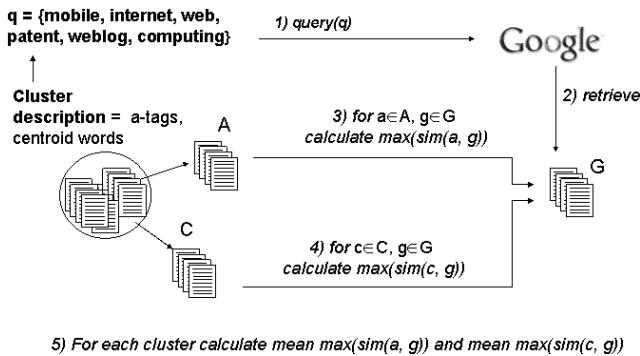 q = {mobile, internet, web,
patent, weblog, computing}
1) query(q)
Google
2) retrieve
Cluster
description = a-tags,
centroid words
A
3) for a∈A, g∈G
calculate max(sim(a, g))
G
C
4) for c∈C, g∈G
calculate max(sim(c, g))
5) For each cluster calculate mean max(sim(a, g)) and mean max(sim(c, g))